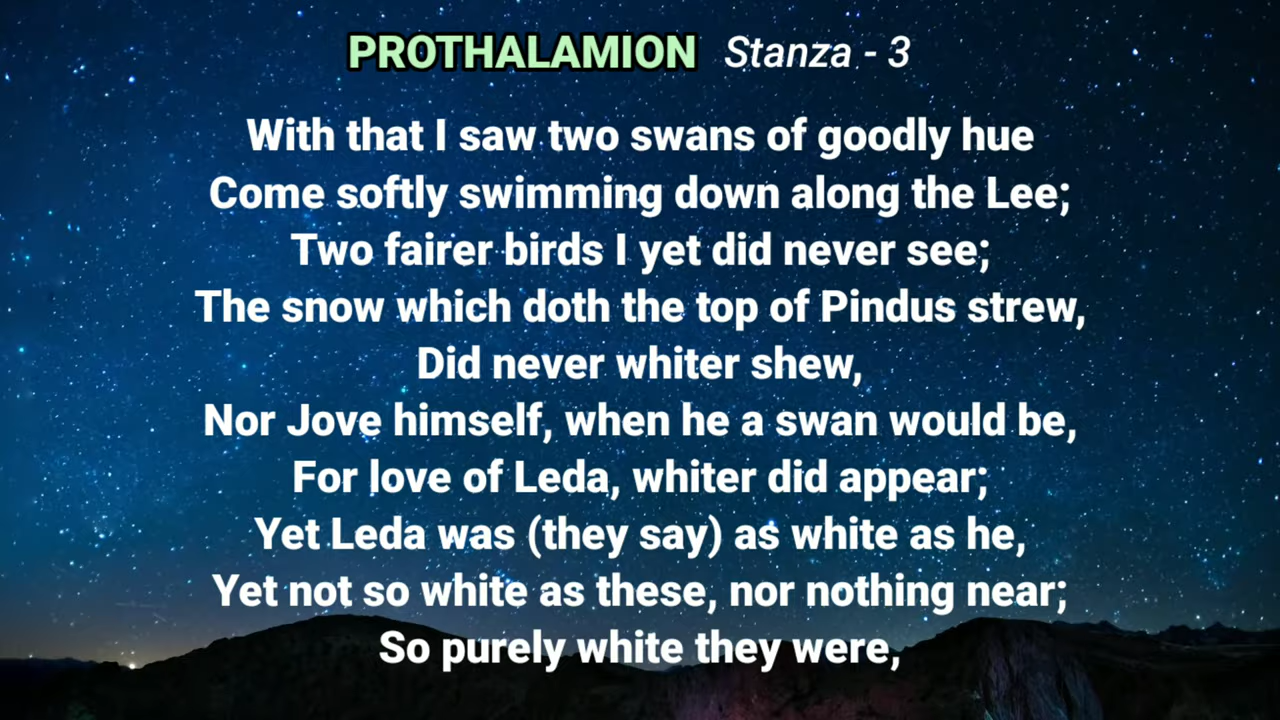 PROTHALAMION Stanza - 3
With that I saw two swans of goodly hue
Come softly swimming down along the Lee;
Two fairer birds I yet did never see;
The snow which doth the top of Pindus strew,
Did never whiter shew,
Nor Jove himself, when he a swan would be,
For love of Leda, whiter did appear;
Yet Leda was (they say) as white as he,
Yet not so white as these, nor nothing near;
So purely white they were,